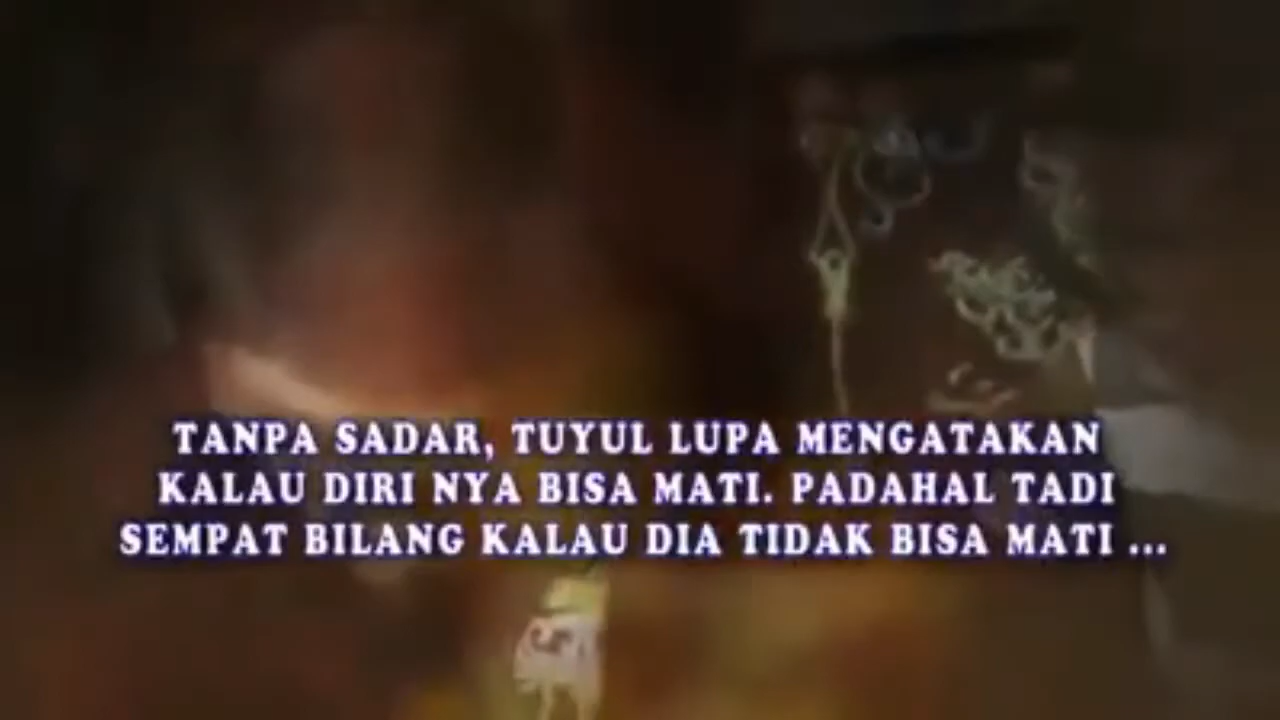 TANPA SADAR, TUYUL LUPA MENGATAKAN
KALAU DIRI NYA BISA MATI. PADAHAL TADI
SEMPAT BILANG KALAU DIA TIDAK BISA MATI ...